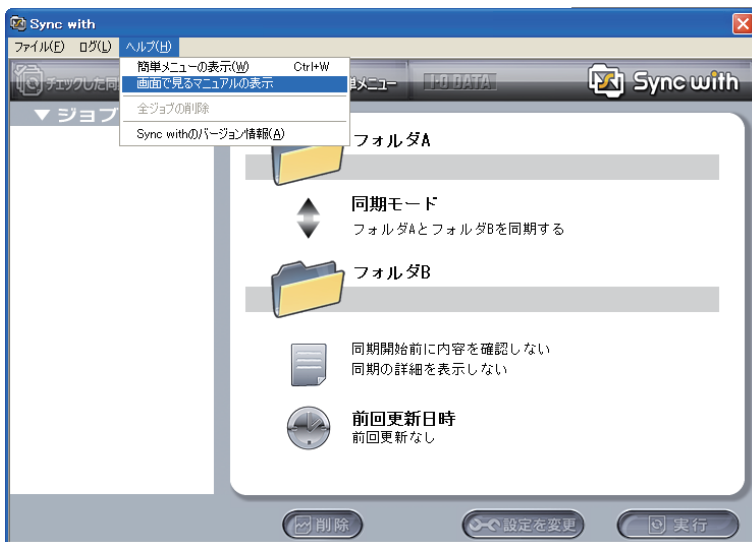 Sync with
ファイル(F) ログ(L) ヘルプ(H)
簡単メニューの表示(W) Ctrl+W
画面で見るマニュアルの表示
全ジョブの削除
Sync withのバージョン情報(A)
チェックした同
メニュー
I-O DATA
Sync with
▼ ジョブ
フォルダA
同期モード
フォルダAとフォルダBを同期する
フォルダB
同期開始前に内容を確認しない
同期の詳細を表示しない
前回更新日時
前回更新なし
削除
設定を変更
実行